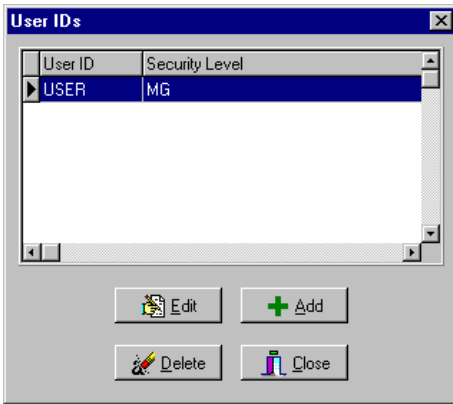 User IDs
User ID Security Level
USER MG
Edit Add
Delete Close